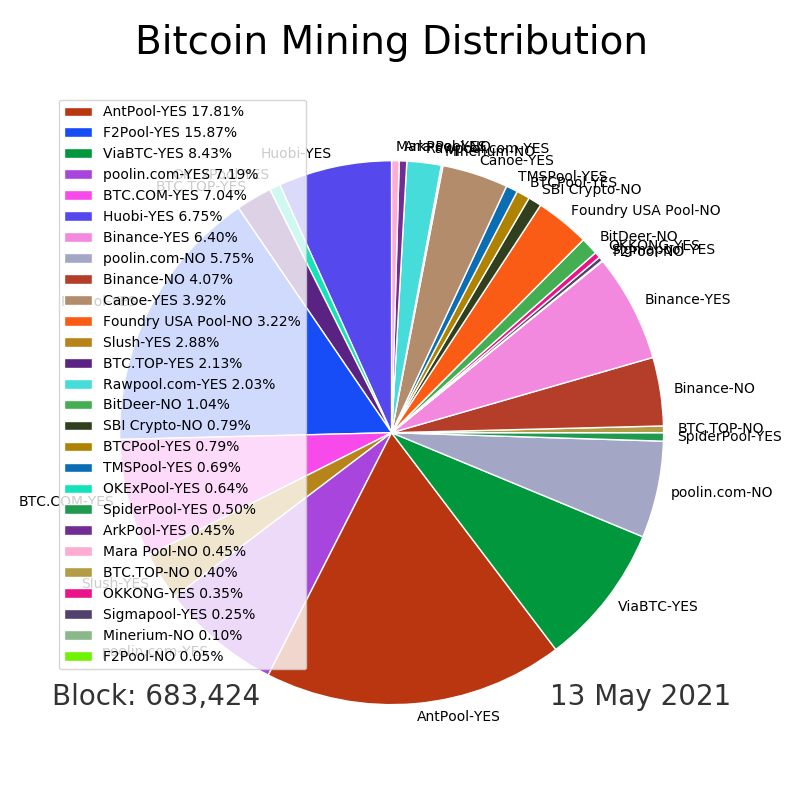 Bitcoin Mining Distribution
AntPool-YES 17.81%
F2Pool-YES 15.87%
ViaBTC-YES 8.43%
poolin.com-YES 7.19%
BTC.COM-YES 7.04%
Huobi-YES 6.75%
Binance-YES 6.40%
poolin.com-NO 5.75%
Binance-NO 4.07%
Canoe-YES 3.92%
Foundry USA Pool-NO 3.22%
Slush-YES 2.88%
BTC.TOP-YES 2.13%
Rawpool.com-YES 2.03%
BitDeer-NO 1.04%
SBI Crypto-NO 0.79%
BTCPool-YES 0.79%
TMSPool-YES 0.69%
OKExPool-YES 0.64%
SpiderPool-YES 0.50%
ArkPool-YES 0.45%
Mara Pool-NO 0.45%
BTC.TOP-NO 0.40%
OKKONG-YES 0.35%
Sigmapool-YES 0.25%
Minerium-NO 0.10%
F2Pool-NO 0.05%
Huobi-YES
BTC.TOP-YES
BTC.COM-YES
Slush-YES
poolin.com-YES
AntPool-YES
ViaBTC-YES
poolin.com-NO
SpiderPool-YES
BTC.TOP-NO
Binance-NO
Binance-YES
F2Pool-NO
OKKONG-YES
BitDeer-NO
Foundry USA Pool-NO
SBI Crypto-NO
BTCPool-YES
TMSPool-YES
Canoe-YES
Minerium-NO
Block: 683,424
13 May 2021